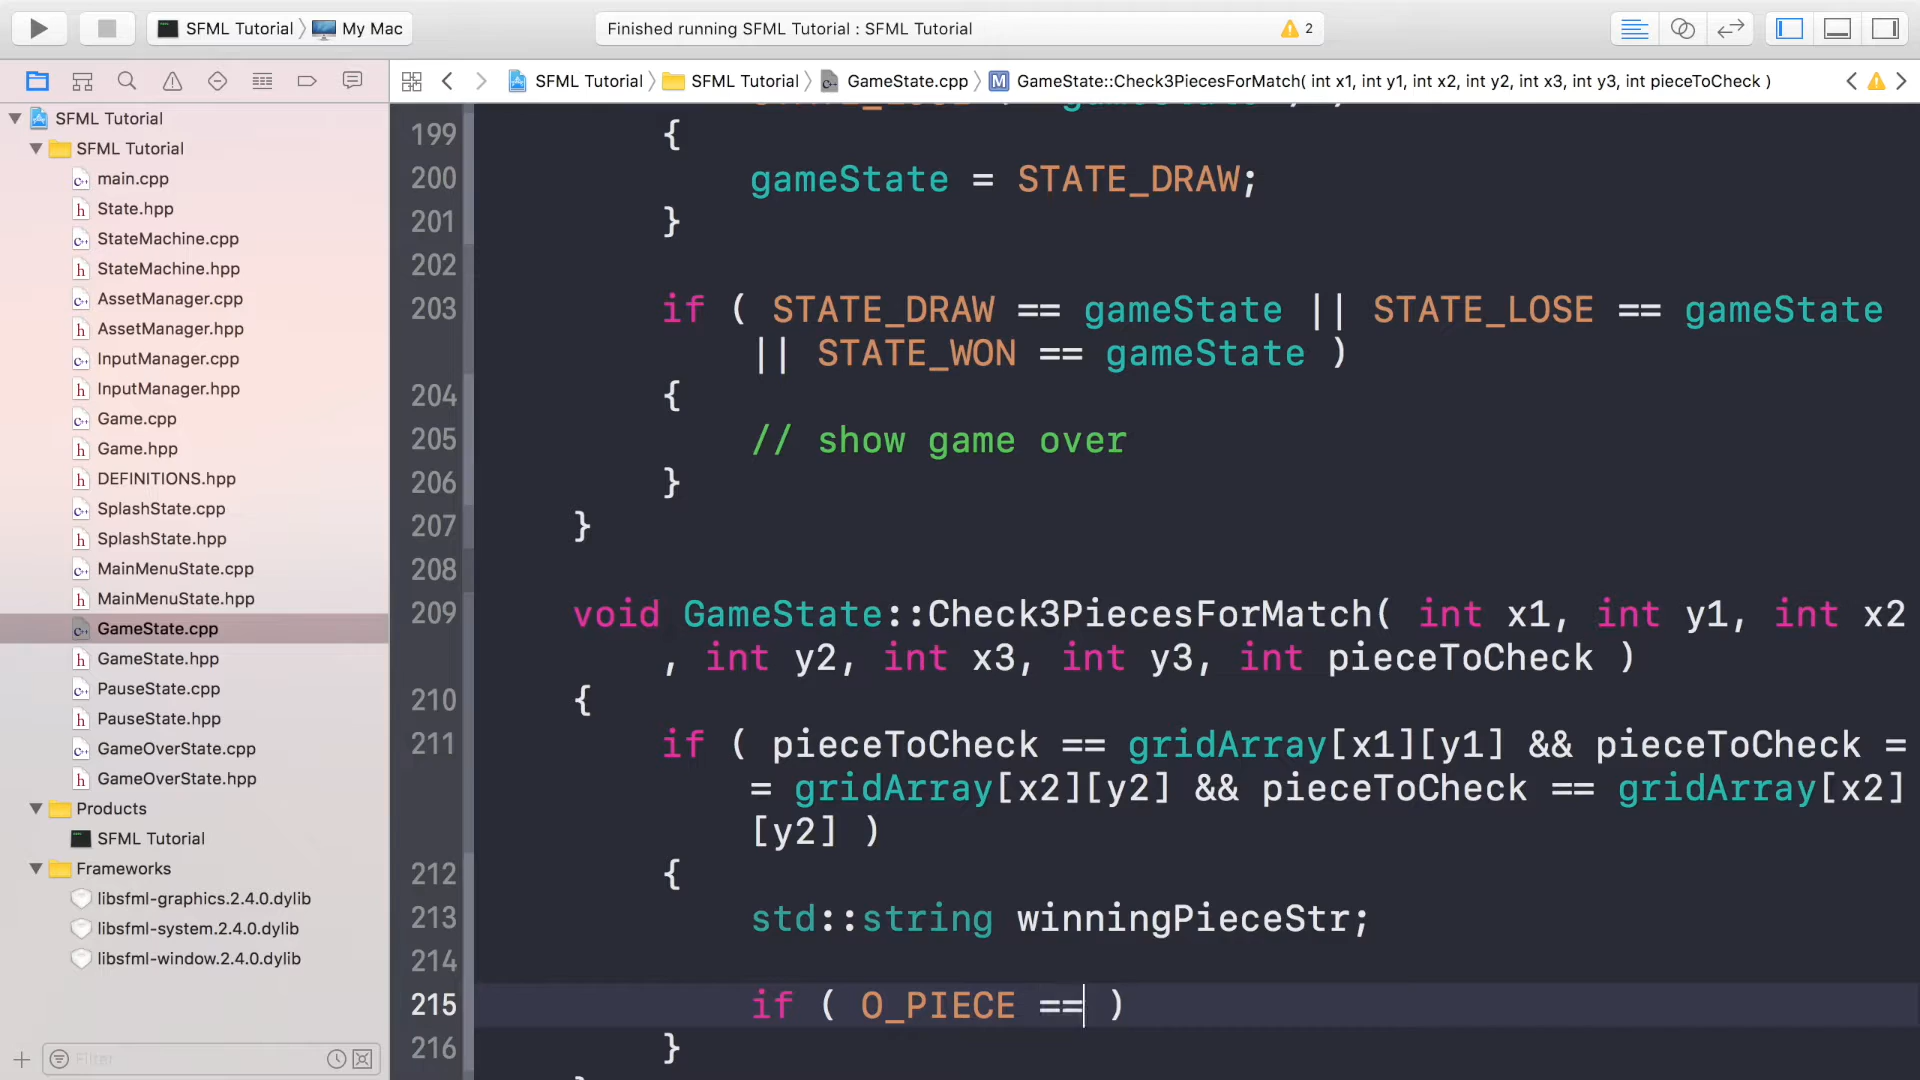 SFML Tutorial My Mac Finished running SFML Tutorial : SFML Tutorial 2
SFML Tutorial SFML Tutorial GameState.cpp M GameState::Check3PiecesForMatch( int x1, int y1, int x2, int y2, int x3, int y3, int pieceToCheck )
SFML Tutorial
SFML Tutorial
main.cpp
State.hpp
StateMachine.cpp
StateMachine.hpp
AssetManager.cpp
AssetManager.hpp
InputManager.cpp
InputManager.hpp
Game.cpp
Game.hpp
DEFINITIONS.hpp
SplashState.cpp
SplashState.hpp
MainMenuState.cpp
MainMenuState.hpp
GameState.cpp
GameState.hpp
PauseState.cpp
PauseState.hpp
GameOverState.cpp
GameOverState.hpp
Products
SFML Tutorial
Frameworks
libsfml-graphics.2.4.0.dylib
libsfml-system.2.4.0.dylib
libsfml-window.2.4.0.dylib
Filter
199 {
200 gameState = STATE_DRAW;
201 }
202
203 if ( STATE_DRAW == gameState || STATE_LOSE == gameState
|| STATE_WON == gameState )
204 {
205 // show game over
206 }
207 }
208
209 void GameState::Check3PiecesForMatch( int x1, int y1, int x2
, int y2, int x3, int y3, int pieceToCheck )
210 {
211 if ( pieceToCheck == gridArray[x1][y1] && pieceToCheck =
= gridArray[x2][y2] && pieceToCheck == gridArray[x2]
[y2] )
212 {
213 std::string winningPieceStr;
214
215 if ( O_PIECE == )
216 }